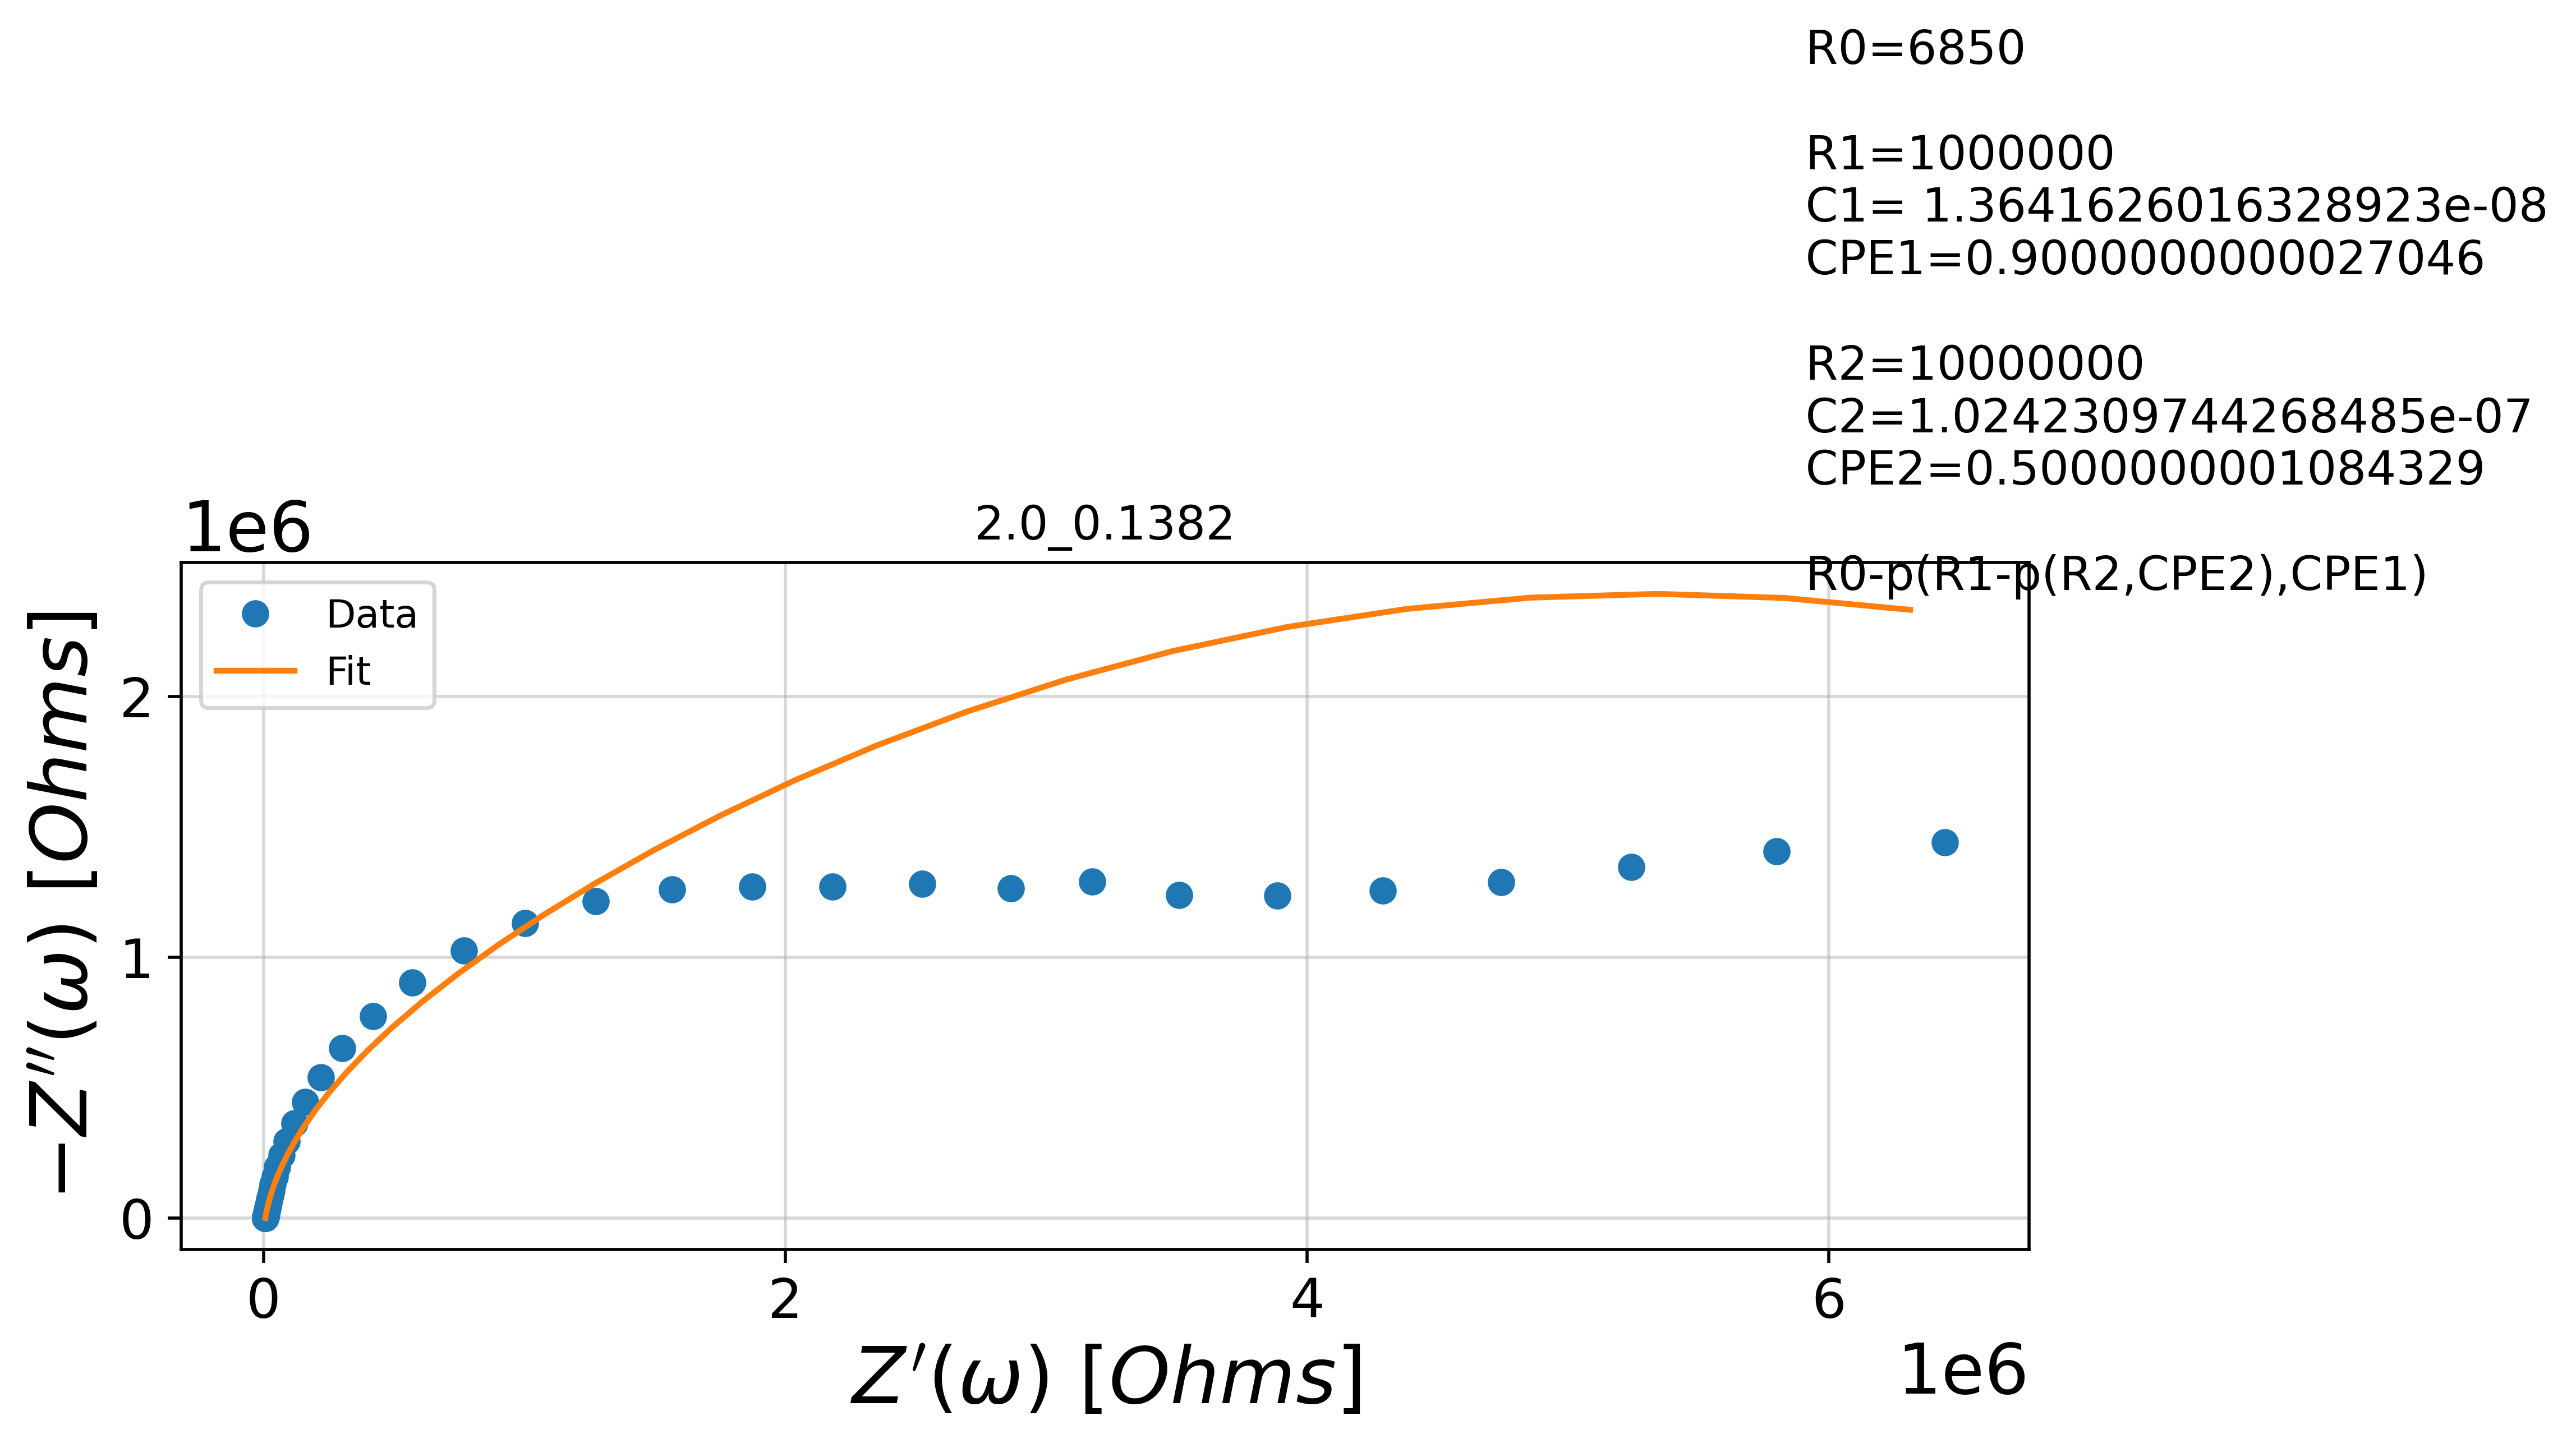 R0=6850
R1=1000000
C1= 1.3641626016328923e-08
CPE1=0.9000000000027046
R2=10000000
C2=1.0242309744268485e-07
CPE2=0.5000000001084329
R0-p(R1-p(R2,CPE2),CPE1)
1e6
2.0_0.1382
Data
Fit
−Z′′(ω) [Ohms]
2
1
0
0 2 4 6
1e6
Z′(ω) [Ohms]